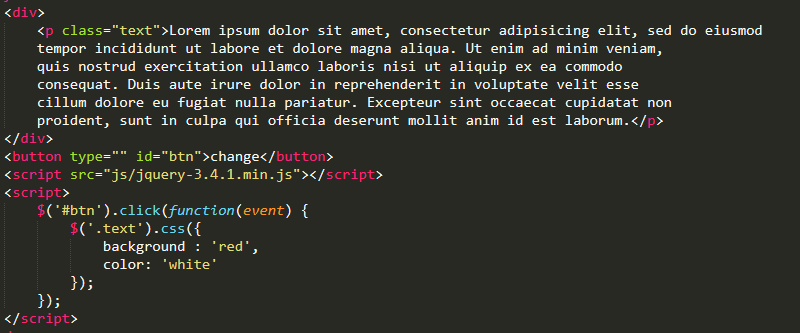 <div>
    <p class="text">Lorem ipsum dolor sit amet, consectetur adipisicing elit, sed do eiusmod
    tempor incididunt ut labore et dolore magna aliqua. Ut enim ad minim veniam,
    quis nostrud exercitation ullamco laboris nisi ut aliquip ex ea commodo
    consequat. Duis aute irure dolor in reprehenderit in voluptate velit esse
    cillum dolore eu fugiat nulla pariatur. Excepteur sint occaecat cupidatat non
    proident, sunt in culpa qui officia deserunt mollit anim id est laborum.</p>
</div>
<button type="" id="btn">change</button>
<script src="js/jquery-3.4.1.min.js"></script>
<script>
    $('#btn').click(function(event) {
        $('.text').css({
            background : 'red',
            color: 'white'
        });
    });
</script>